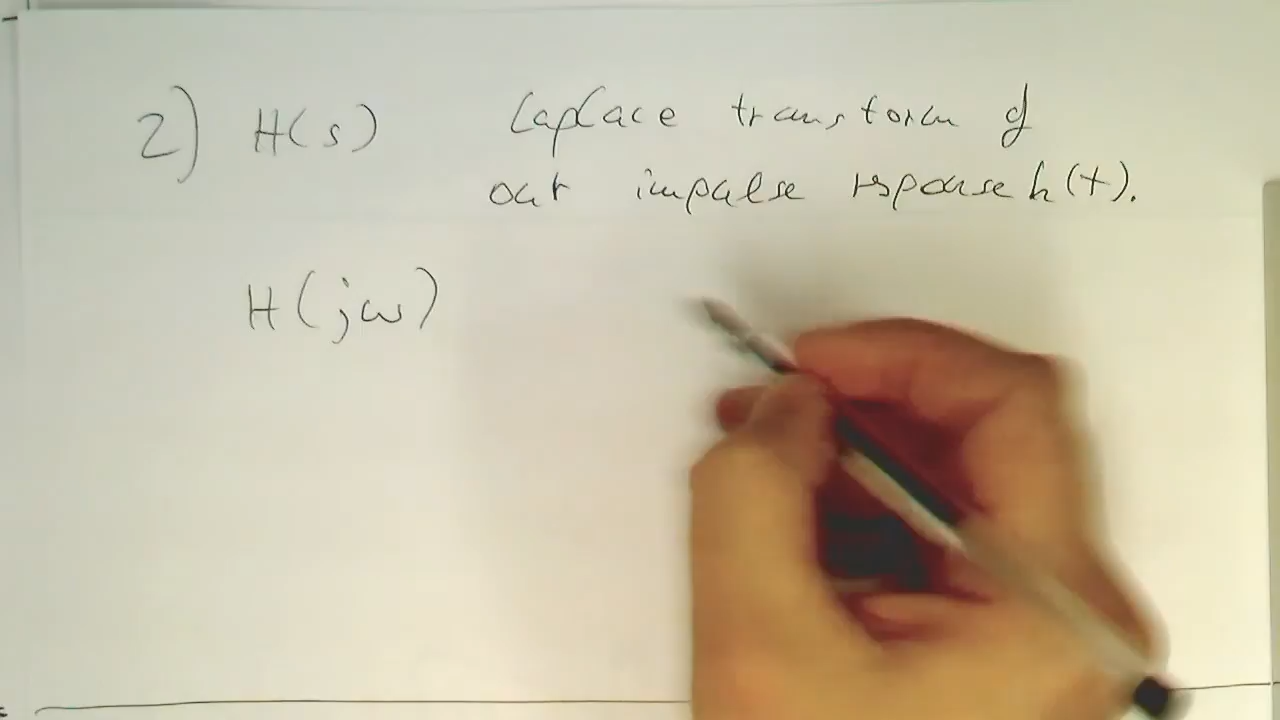 2) H(s) Laplace transform of
our impulse response h(t).
H(jω)